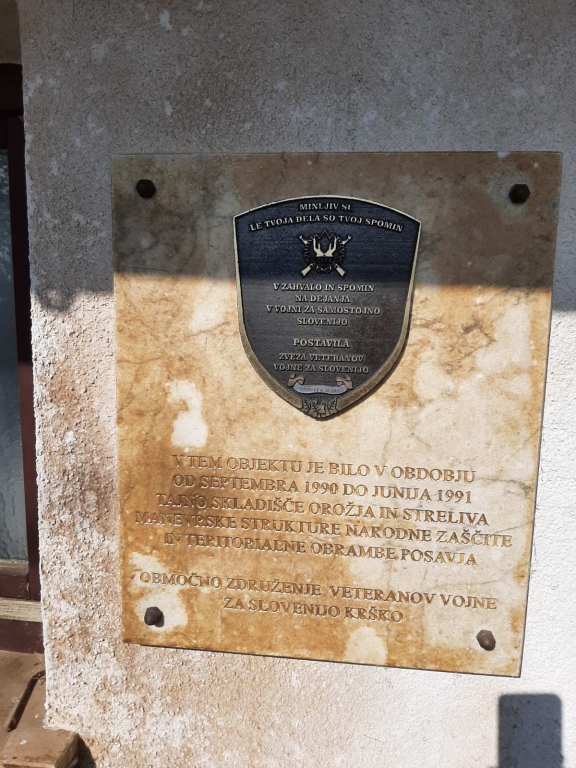 MINLJIV SI
LE TVOJA DELA SO TVOJ SPOMIN
V ZAHVALO IN SPOMIN
NA DEJANJA
V VOJNI ZA SAMOSTOJNO
SLOVENIJO
POSTAVILA
ZVEZA VETERANOV
VOJNE ZA SLOVENIJO
V TEM OBJEKTU JE BILO V OBDOBJU
OD SEPTEMBRA 1990 DO JUNIJA 1991
TAJNO SKLADIŠČE OROŽJA IN STRELIVA
MANEVRSKE STRUKTURE NARODNE ZAŠČITE
IN TERITORIALNE OBRAMBE POSAVJA
OBMOČNO ZDRUŽENJE VETERANOV VOJNE
ZA SLOVENIJO KRŠKO